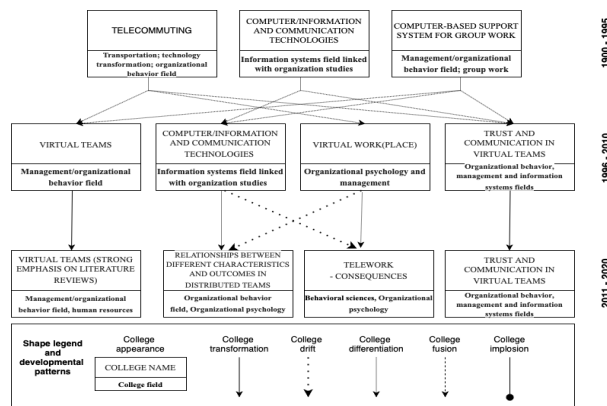 TELECOMMUTING
Transportation; technology
transformation; organizational
behavior field
COMPUTER/INFORMATION
AND COMMUNICATION
TECHNOLOGIES
Information systems field linked
with organization studies
COMPUTER-BASED SUPPORT
SYSTEM FOR GROUP WORK
Management/organizational
behavior field; group work
1900 - 1995
VIRTUAL TEAMS
Management/organizational
behavior field
COMPUTER/INFORMATION
AND COMMUNICATION
TECHNOLOGIES
Information systems field linked
with organization studies
VIRTUAL WORK(PLACE)
Organizational psychology
and management
TRUST AND
COMMUNICATION IN
VIRTUAL TEAMS
Organizational behavior,
management and information
systems fields
1996 - 2010
VIRTUAL TEAMS (STRONG
EMPHASIS ON LITERATURE
REVIEWS)
Management/organizational
behavior field, human resources
RELATIONSHIPS BETWEEN
DIFFERENT CHARACTERISTICS
AND OUTCOMES IN
DISTRIBUTED TEAMS
Organizational behavior
field, Organizational psychology
TELEWORK
- CONSEQUENCES
Behavioral sciences, Organizational
psychology
TRUST AND
COMMUNICATION IN
VIRTUAL TEAMS
Organizational behavior,
management and information
systems fields
2011 - 2020
Shape legend
and
developmental
patterns
College
appearance
COLLEGE NAME
College field
College
transformation
College
drift
College
differentiation
College
fusion
College
implosion